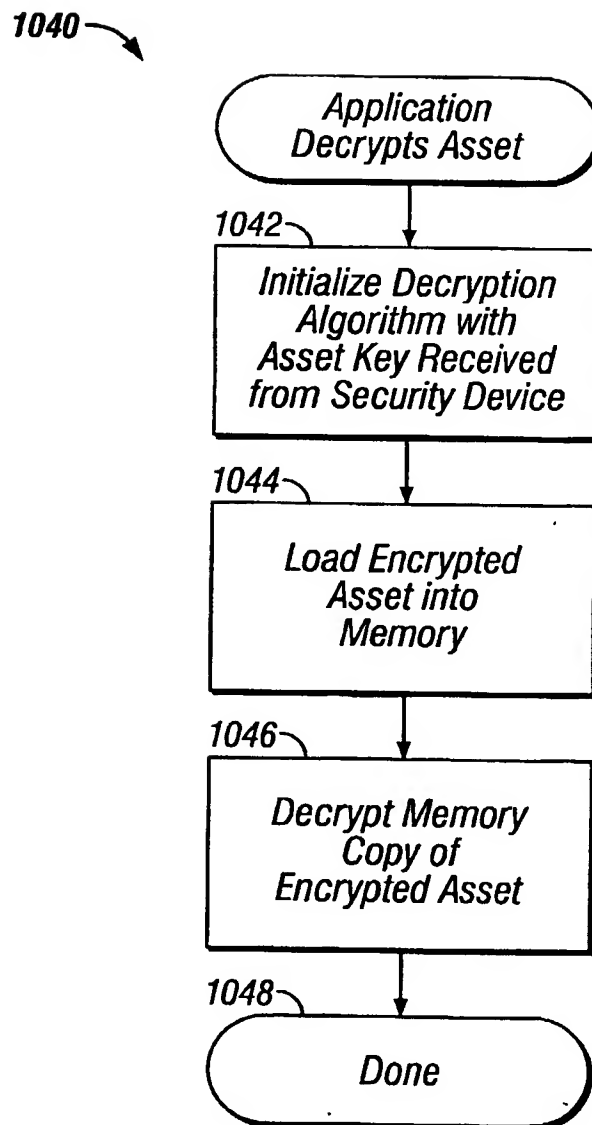 1040
Application
Decrypts Asset
1042
Initialize Decryption
Algorithm with
Asset Key Received
from Security Device
1044
Load Encrypted
Asset into
Memory
1046
Decrypt Memory
Copy of
Encrypted Asset
1048
Done